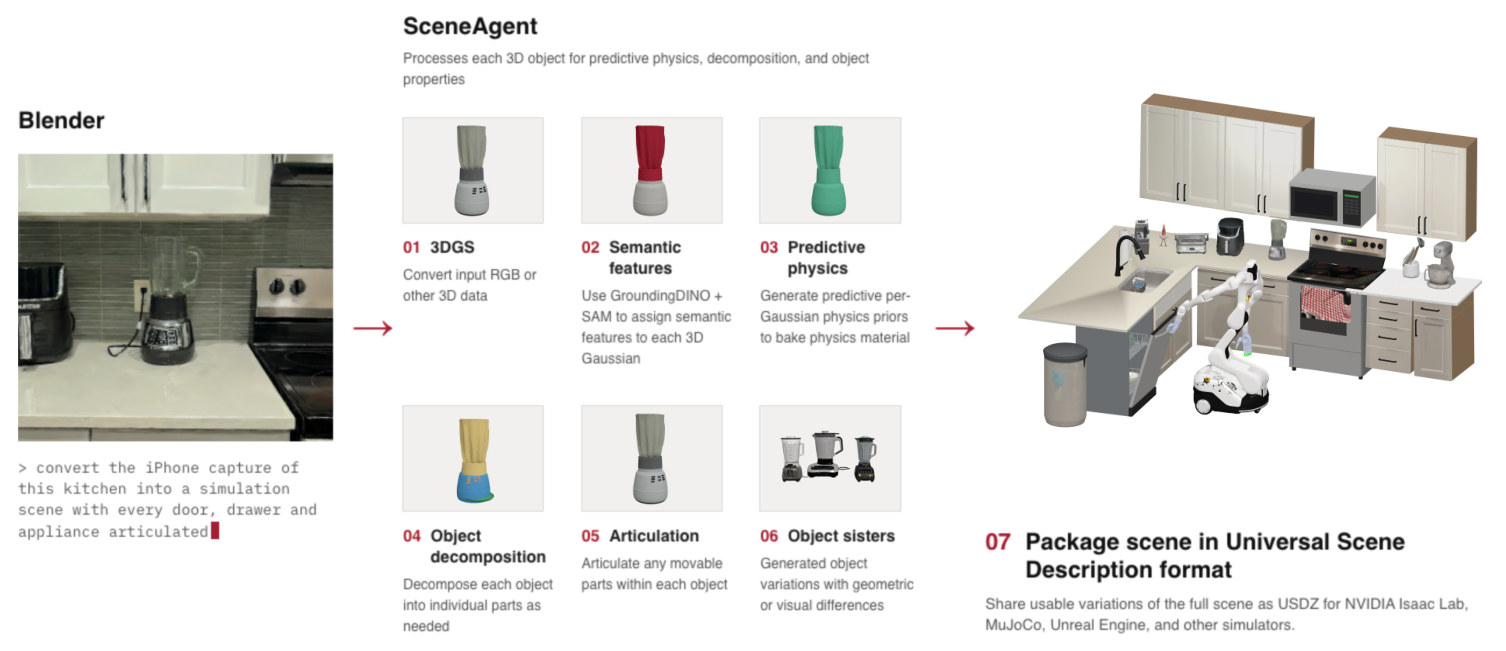 SceneAgent
Processes each 3D object for predictive physics, decomposition, and object
properties
Blender
> convert the iPhone capture of
this kitchen into a simulation
scene with every door, drawer and
appliance articulated
01 3DGS
Convert input RGB or
other 3D data
02 Semantic
features
Use GroundingDINO +
SAM to assign semantic
features to each 3D
Gaussian
03 Predictive
physics
Generate predictive per-
Gaussian physics priors
to bake physics material
04 Object
decomposition
Decompose each object
into individual parts as
needed
05 Articulation
Articulate any movable
parts within each object
06 Object sisters
Generated object
variations with geometric
or visual differences
07 Package scene in Universal Scene
Description format
Share usable variations of the full scene as USDZ for NVIDIA Isaac Lab,
MuJoCo, Unreal Engine, and other simulators.